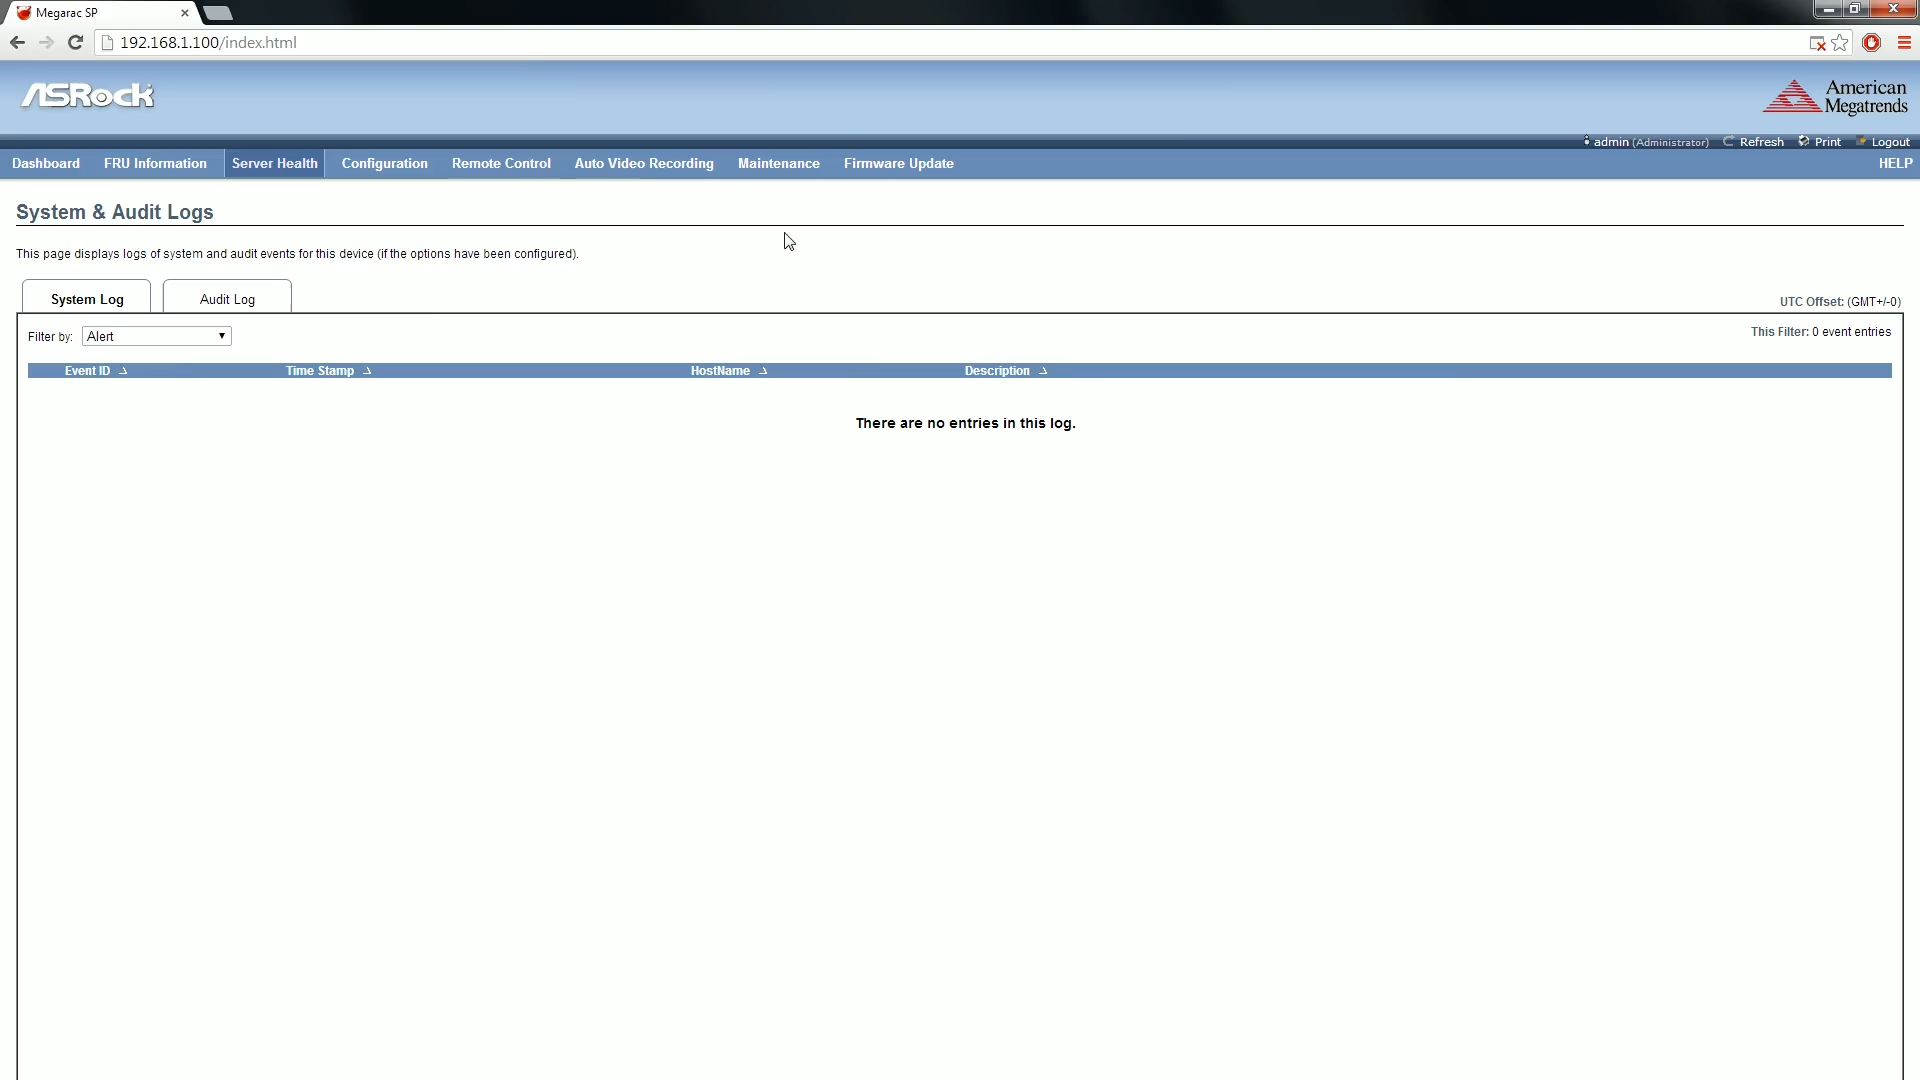 Megarac SP
192.168.1.100/index.html
ASRock
American
Megatrends
admin (Administrator) Refresh Print Logout
Dashboard FRU Information Server Health Configuration Remote Control Auto Video Recording Maintenance Firmware Update HELP
System & Audit Logs
This page displays logs of system and audit events for this device (if the options have been configured).
System Log Audit Log
UTC Offset: (GMT+/-0)
Filter by: Alert
This Filter: 0 event entries
Event ID Time Stamp HostName Description
There are no entries in this log.